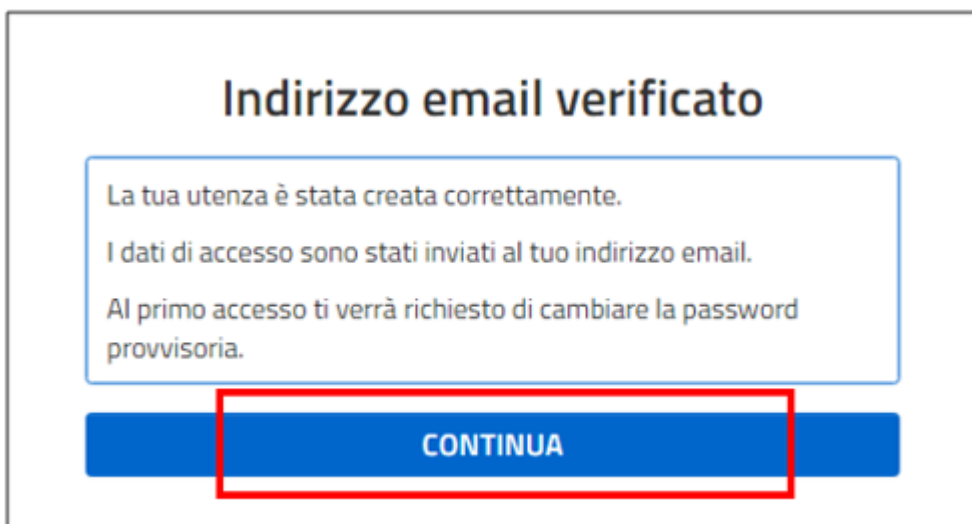 Indirizzo email verificato
La tua utenza è stata creata correttamente.
I dati di accesso sono stati inviati al tuo indirizzo email.
Al primo accesso ti verrà richiesto di cambiare la password
provvisoria.
CONTINUA